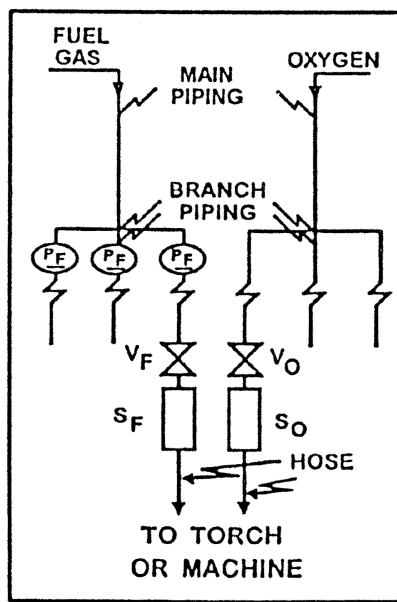 FUEL
GAS
OXYGEN
MAIN
PIPING
BRANCH
PIPING
PF PF PF
VF VO
SF SO
HOSE
TO TORCH
OR MACHINE